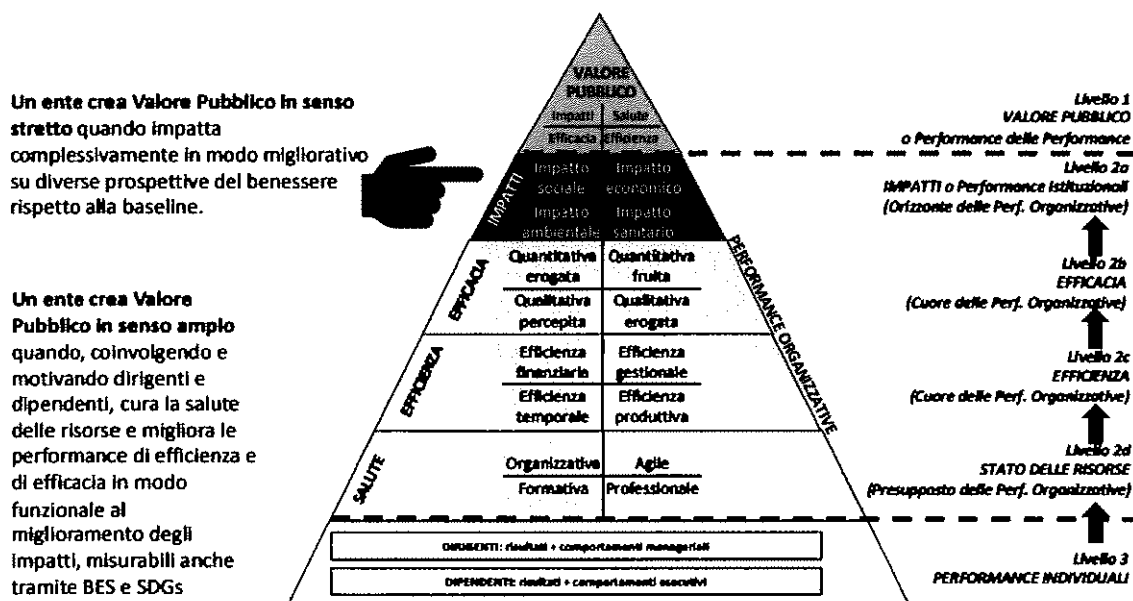 Un ente crea Valore Pubblico in senso
stretto quando impatta
complessivamente in modo migliorativo
su diverse prospettive del benessere
rispetto alla baseline.
Un ente crea Valore
Pubblico in senso ampio
quando, coinvolgendo e
motivando dirigenti e
dipendenti, cura la salute
delle risorse e migliora le
performance di efficienza e
di efficacia in modo
funzionale al
miglioramento degli
impatti, misurabili anche
tramite BES e SDGs
VALORE
PUBBLICO
Impatti Salute
Efficacia Efficienza
IMPATTI
Impatto Impatto
sociale economico
Impatto Impatto
ambientale sanitario
EFFICACIA
Quantitativa Quantitativa
erogata fruita
Qualitativa Qualitativa
percepita erogata
EFFICIENZA
Efficienza Efficienza
finanziaria gestionale
Efficienza Efficienza
temporale produttiva
SALUTE
Organizzativa Agile
Formativa Professionale
PERFORMANCE ORGANIZZATIVE
DIRIGENTI: risultati + comportamenti manageriali
DIPENDENTE: risultati + comportamenti esecutivi
Livello 1
VALORE PUBBLICO
o Performance delle Performance
Livello 2a
IMPATTI o Performance Istituzionali
(Orizzonte delle Perf. Organizzative)
Livello 2b
EFFICACIA
(Cuore delle Perf. Organizzative)
Livello 2c
EFFICIENZA
(Cuore delle Perf. Organizzative)
Livello 2d
STATO DELLE RISORSE
(Presupposto delle Perf. Organizzative)
Livello 3
PERFORMANCE INDIVIDUALI